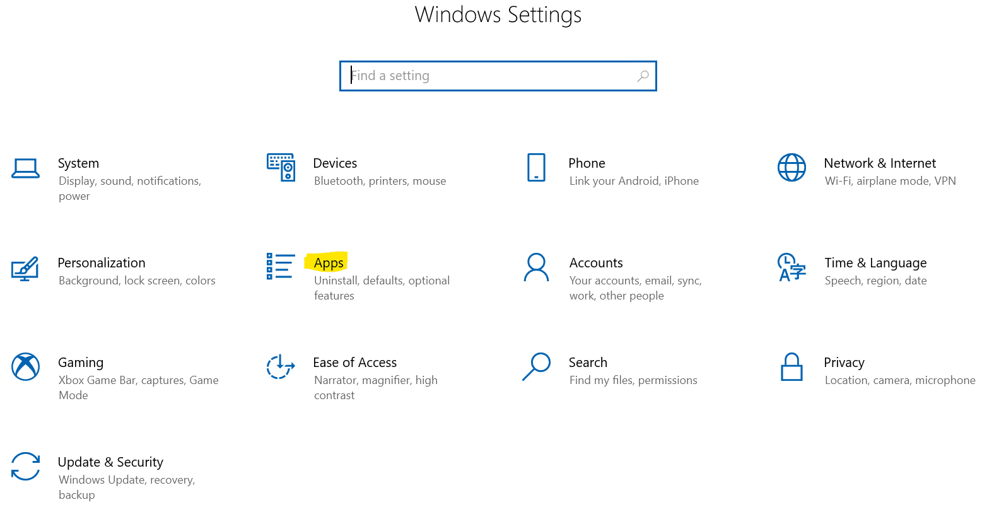 Windows Settings
Find a setting
System
Display, sound, notifications,
power
Devices
Bluetooth, printers, mouse
Phone
Link your Android, iPhone
Network & Internet
Wi-Fi, airplane mode, VPN
Personalization
Background, lock screen, colors
Apps
Uninstall, defaults, optional
features
Accounts
Your accounts, email, sync,
work, other people
Time & Language
Speech, region, date
Gaming
Xbox Game Bar, captures, Game
Mode
Ease of Access
Narrator, magnifier, high
contrast
Search
Find my files, permissions
Privacy
Location, camera, microphone
Update & Security
Windows Update, recovery,
backup